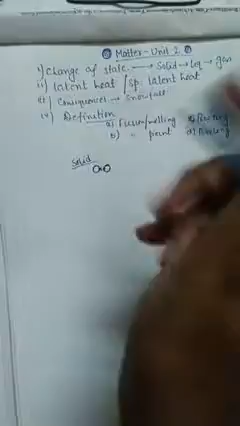 Matter - Unit 2
i) Change of state. → Solid → Liq → gas
ii) latent heat / sp. latent heat
iii) Consequences → Snowfall
iv) Definition
a) Fusion/melting
b) " point d) Boiling
Solid